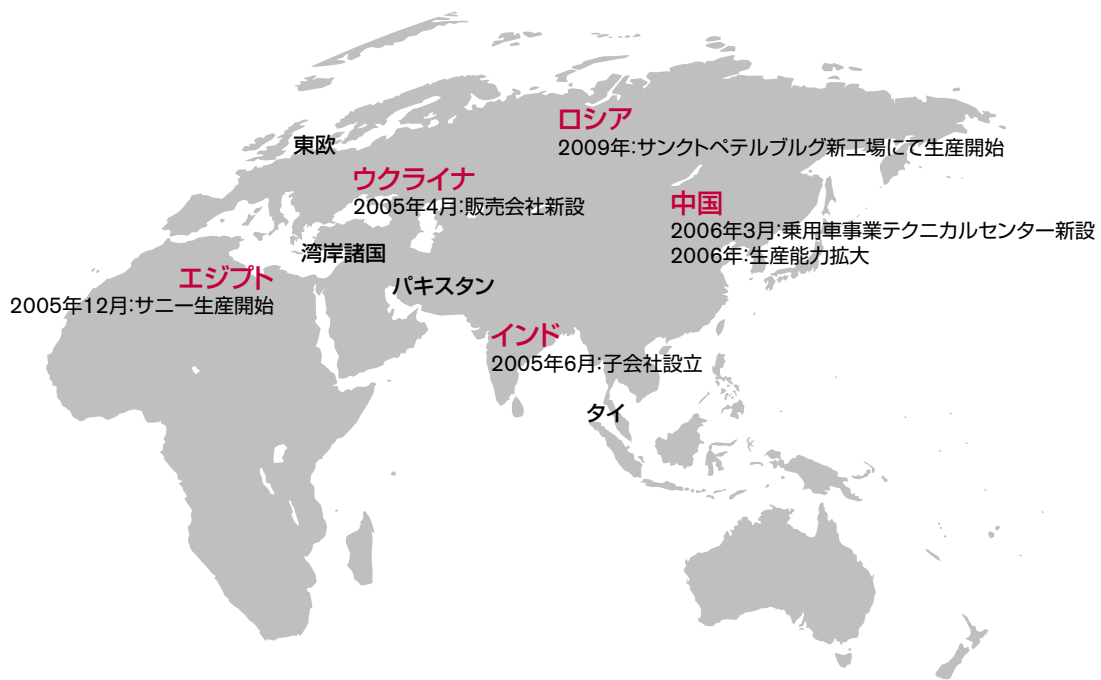 ロシア
2009年:サンクトペテルブルグ新工場にて生産開始
東欧
ウクライナ
2005年4月:販売会社新設
中国
2006年3月:乗用車事業テクニカルセンター新設
2006年:生産能力拡大
湾岸諸国
エジプト
2005年12月:サニー生産開始
パキスタン
インド
2005年6月:子会社設立
タイ